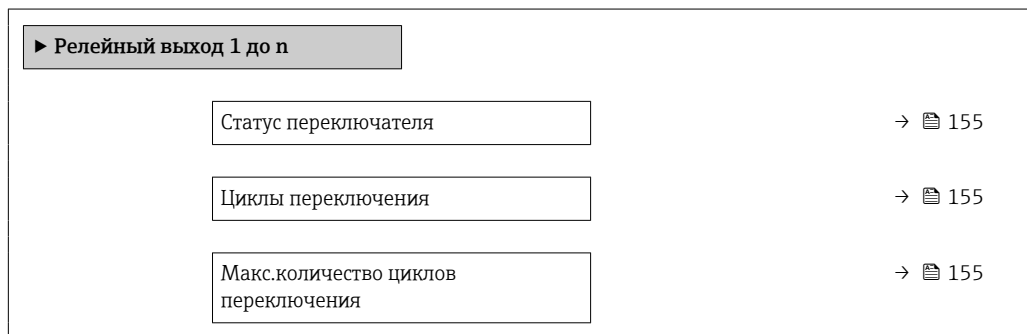 ▶ Релейный выход 1 до n
Статус переключателя → 155
Циклы переключения → 155
Макс.количество циклов → 155
переключения